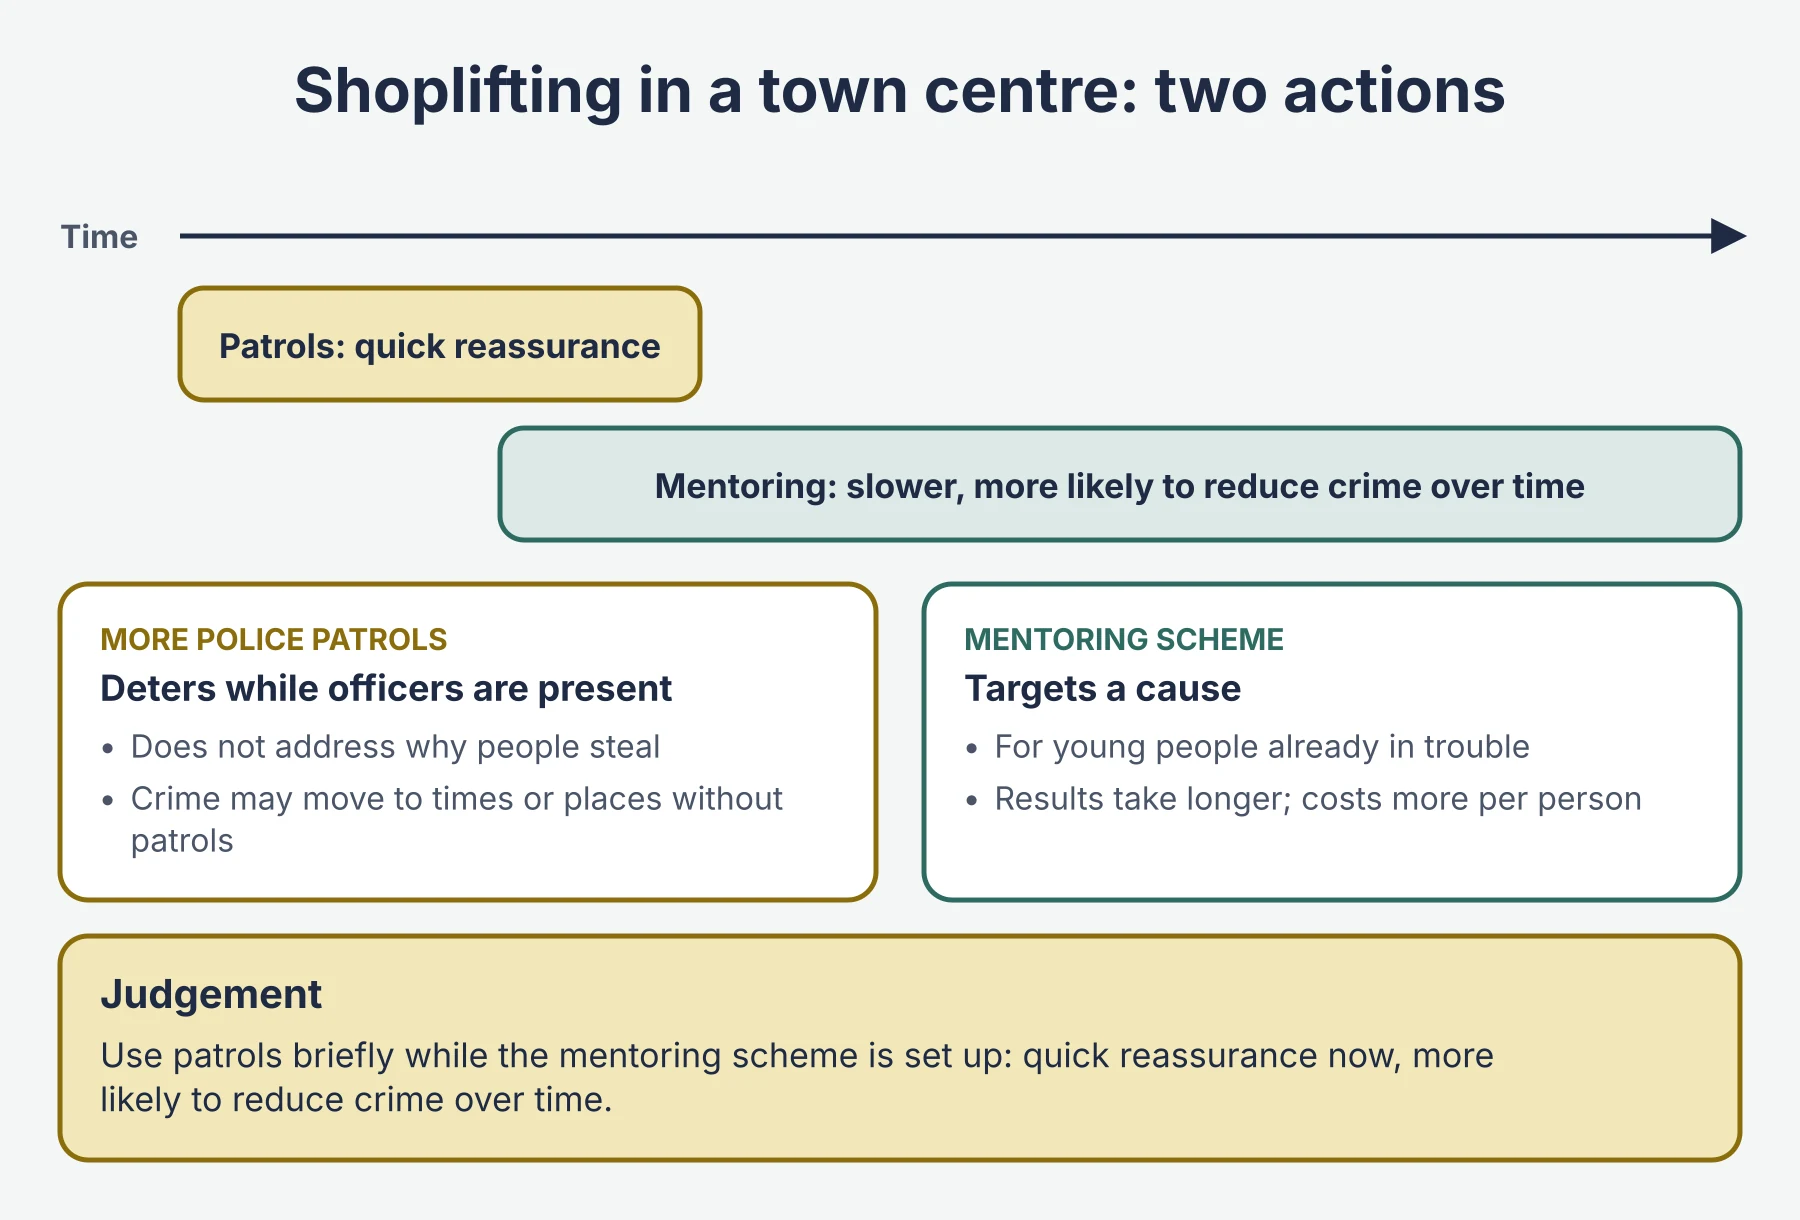 Shoplifting in a town centre: two actions
Time
Patrols: quick reassurance
Mentoring: slower, more likely to reduce crime over time
MORE POLICE PATROLS
Deters while officers are present
• Does not address why people steal
• Crime may move to times or places without
patrols
MENTORING SCHEME
Targets a cause
• For young people already in trouble
• Results take longer; costs more per person
Judgement
Use patrols briefly while the mentoring scheme is set up: quick reassurance now, more
likely to reduce crime over time.